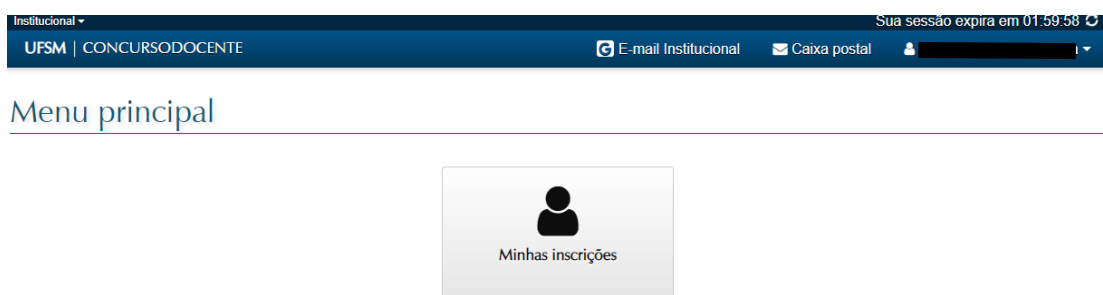 Institucional
Sua sessão expira em 01:59:58
UFSM | CONCURSODOCENTE
E-mail Institucional
Caixa postal
Menu principal
Minhas inscrições